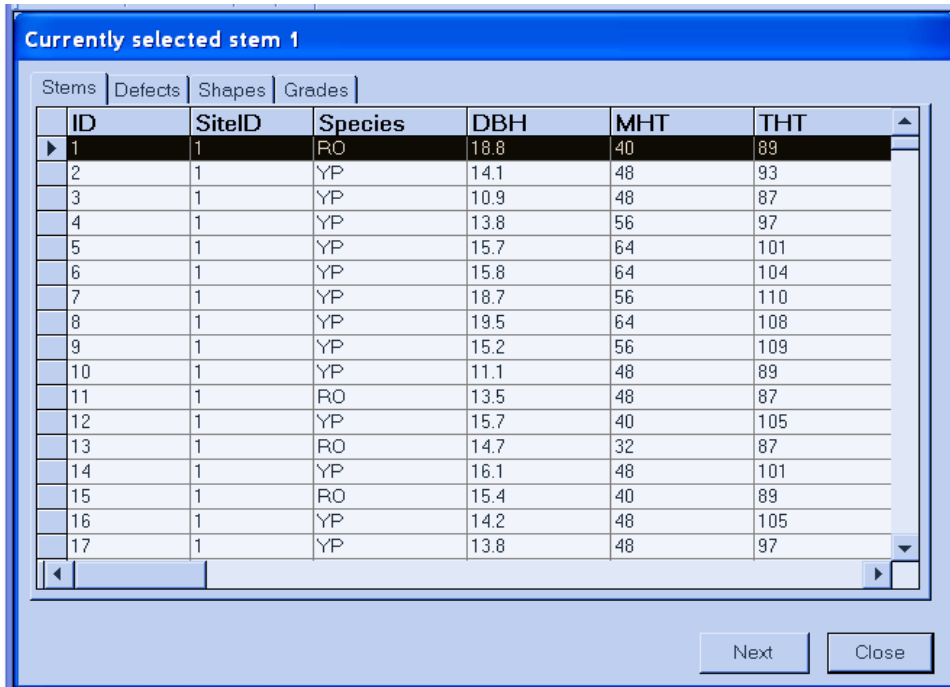 Currently selected stem 1
Stems Defects Shapes Grades
ID SiteID Species DBH MHT THT
1 1 RO 18.8 40 89
2 1 YP 14.1 48 93
3 1 YP 10.9 48 87
4 1 YP 13.8 56 97
5 1 YP 15.7 64 101
6 1 YP 15.8 64 104
7 1 YP 18.7 56 110
8 1 YP 19.5 64 108
9 1 YP 15.2 56 109
10 1 YP 11.1 48 89
11 1 RO 13.5 48 87
12 1 YP 15.7 40 105
13 1 RO 14.7 32 87
14 1 YP 16.1 48 101
15 1 RO 15.4 40 89
16 1 YP 14.2 48 105
17 1 YP 13.8 48 97
Next Close